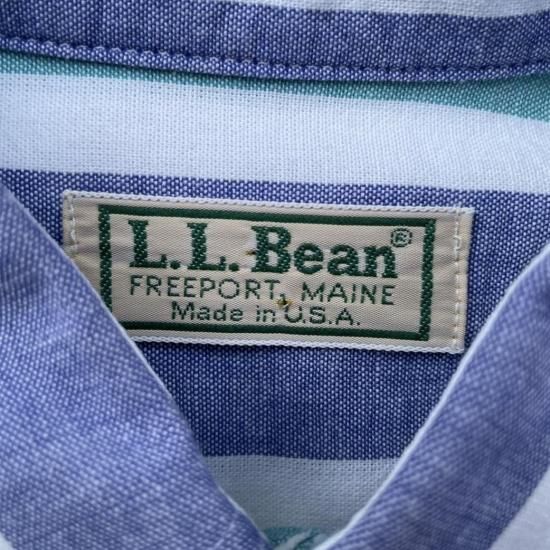 L.L.Bean®
FREEPORT, MAINE
Made in U.S.A.